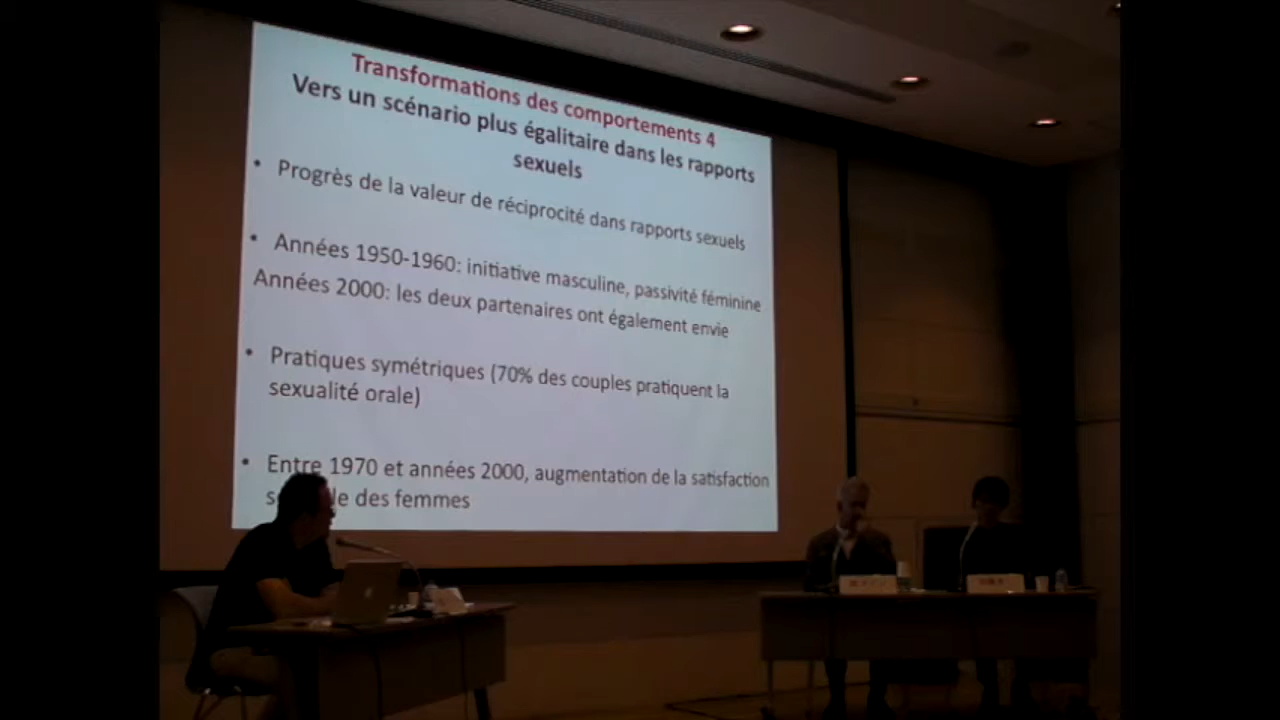 Transformations des comportements 4
Vers un scénario plus égalitaire dans les rapports
sexuels
• Progrès de la valeur de réciprocité dans rapports sexuels
• Années 1950-1960: initiative masculine, passivité féminine
Années 2000: les deux partenaires ont également envie
• Pratiques symétriques (70% des couples pratiquent la
sexualité orale)
• Entre 1970 et années 2000, augmentation de la satisfaction
des femmes